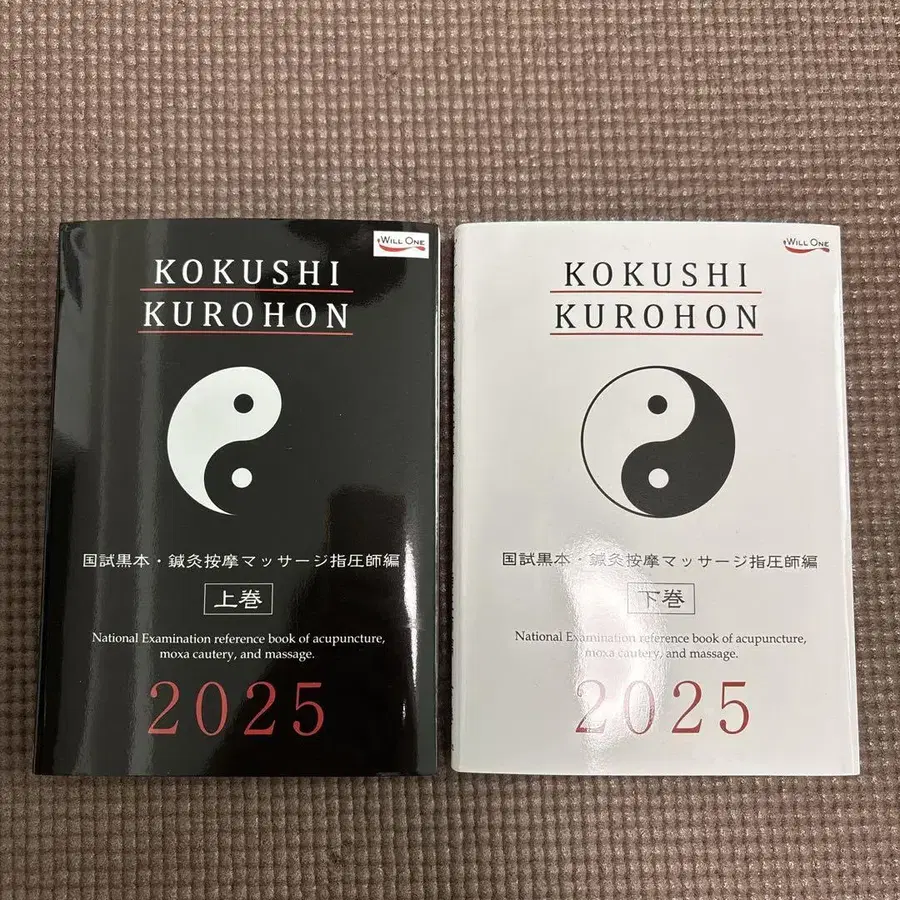 WILL ONE
KOKUSHI
KUROHON
国試黒本・鍼灸按摩マッサージ指圧師編
上巻
National Examination reference book of acupuncture,
moxa cautery, and massage.
2025
WILL ONE
KOKUSHI
KUROHON
国試黒本・鍼灸按摩マッサージ指圧師編
下巻
National Examination reference book of acupuncture,
moxa cautery, and massage.
2025